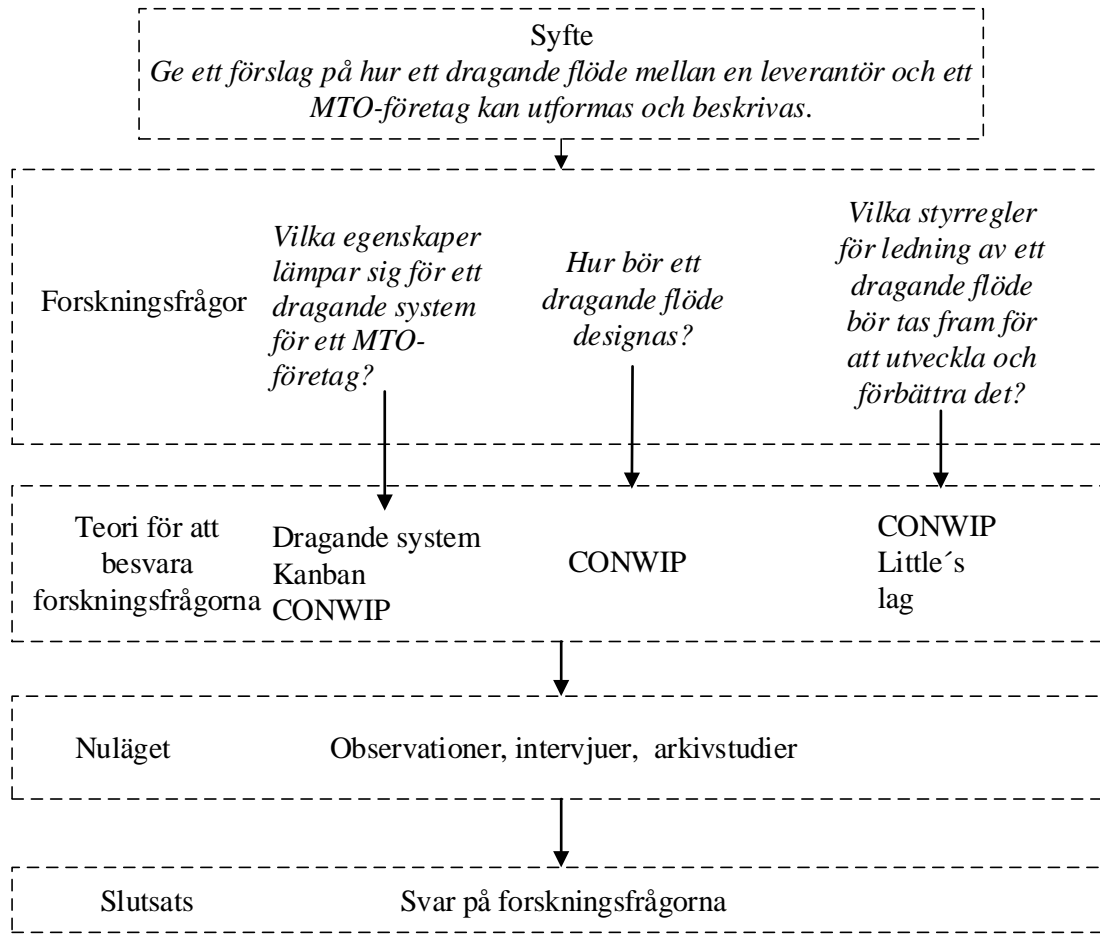 Syfte
Ge ett förslag på hur ett dragande flöde mellan en leverantör och ett
MTO-företag kan utformas och beskrivas.
Forskningsfrågor
Vilka egenskaper
lämpar sig för ett
dragande system
för ett MTO-
företag?
Hur bör ett
dragande flöde
designas?
Vilka styrregler
för ledning av ett
dragande flöde
bör tas fram för
att utveckla och
förbättra det?
Teori för att
besvara
forskningsfrågorna
Dragande system
Kanban
CONWIP
CONWIP
CONWIP
Little´s
lag
Nuläget
Observationer, intervjuer, arkivstudier
Slutsats
Svar på forskningsfrågorna